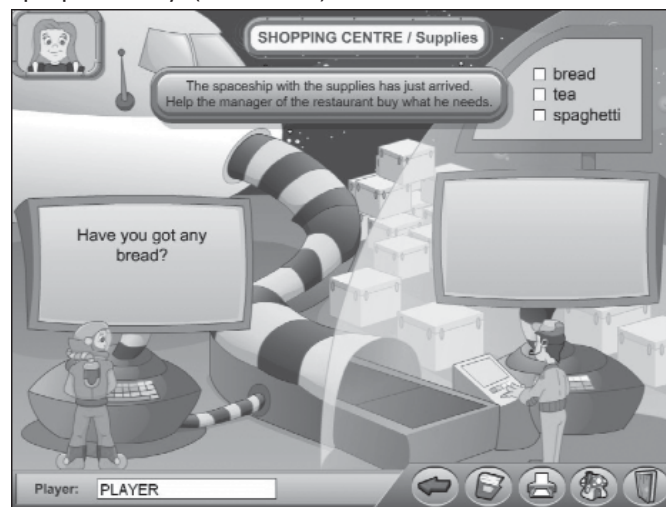 SHOPPING CENTRE / Supplies
The spaceship with the supplies has just arrived.
Help the manager of the restaurant buy what he needs.
bread
tea
spaghetti
Have you got any
bread?
Player: PLAYER